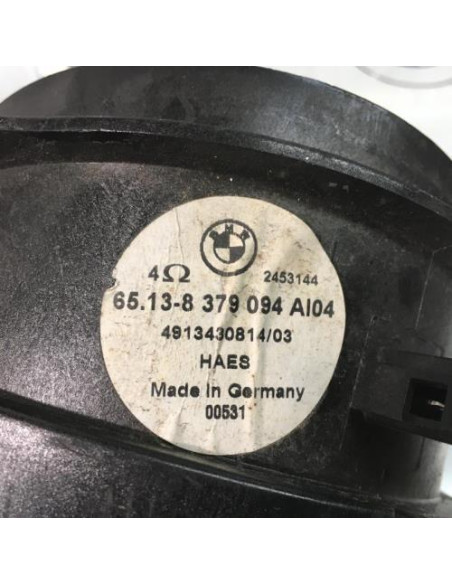 BMW
4Ω 2453144
65.13-8 379 094 AI04
4913430814/03
HAES
Made in Germany
00531